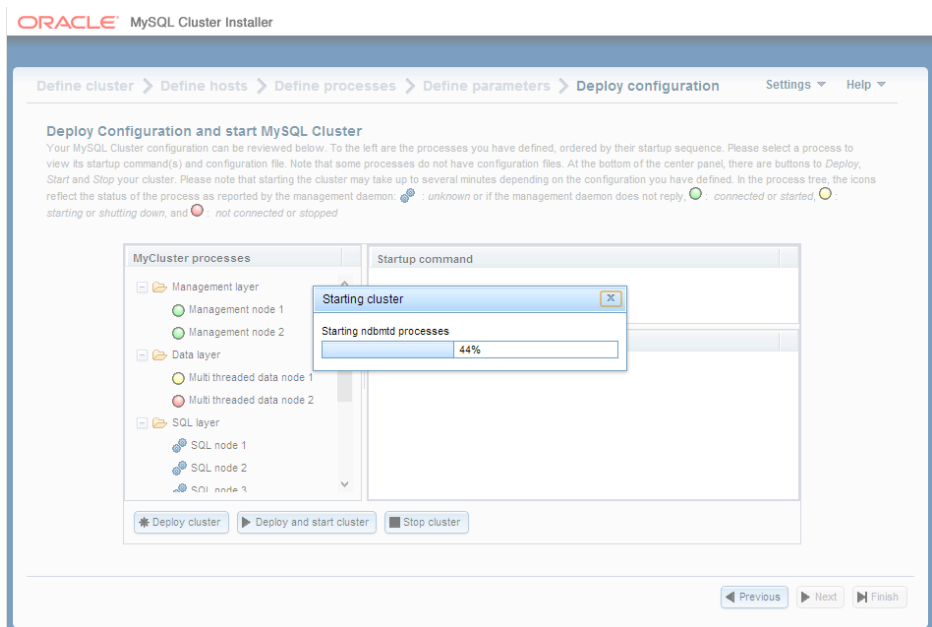 ORACLE® MySQL Cluster Installer
Define cluster > Define hosts > Define processes > Define parameters > Deploy configuration Settings Help
Deploy Configuration and start MySQL Cluster
Your MySQL Cluster configuration can be reviewed below. To the left are the processes you have defined, ordered by their startup sequence. Please select a process to
view its startup command(s) and configuration file. Note that some processes do not have configuration files. At the bottom of the center panel, there are buttons to Deploy,
Start and Stop your cluster. Please note that starting the cluster may take up to several minutes depending on the configuration you have defined. In the process tree, the icons
reflect the status of the process as reported by the management daemon: : unknown or if the management daemon does not reply, : connected or started, :
starting or shutting down, and : not connected or stopped
MyCluster processes
Management layer
Management node 1
Management node 2
Data layer
Multi threaded data node 1
Multi threaded data node 2
SQL layer
SQL node 1
SQL node 2
SQL node 3
Startup command
Starting cluster X
Starting ndbmtd processes
44%
Deploy cluster Deploy and start cluster Stop cluster
Previous Next Finish